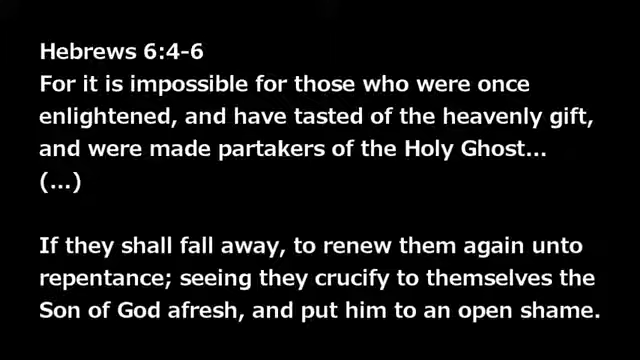 Hebrews 6:4-6
For it is impossible for those who were once
enlightened, and have tasted of the heavenly gift,
and were made partakers of the Holy Ghost...
(...)
If they shall fall away, to renew them again unto
repentance; seeing they crucify to themselves the
Son of God afresh, and put him to an open shame.